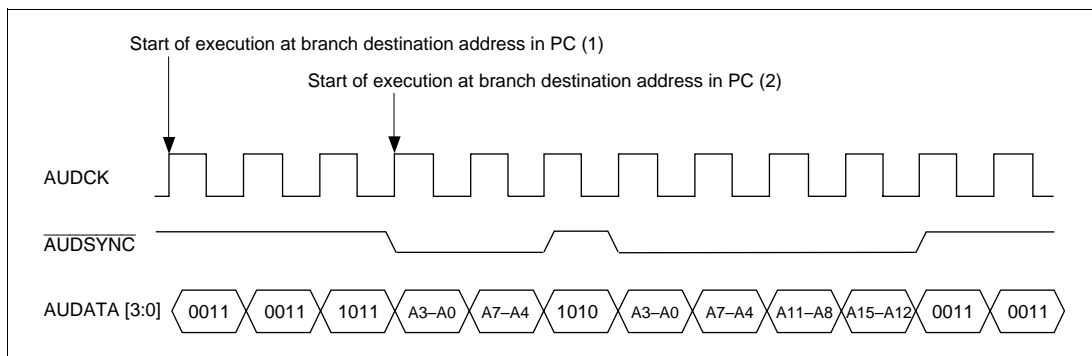 Start of execution at branch destination address in PC (1)
Start of execution at branch destination address in PC (2)
AUDCK
AUDSYNC
AUDATA [3:0] 0011 0011 1011 A3–A0 A7–A4 1010 A3–A0 A7–A4 A11–A8 A15–A12 0011 0011